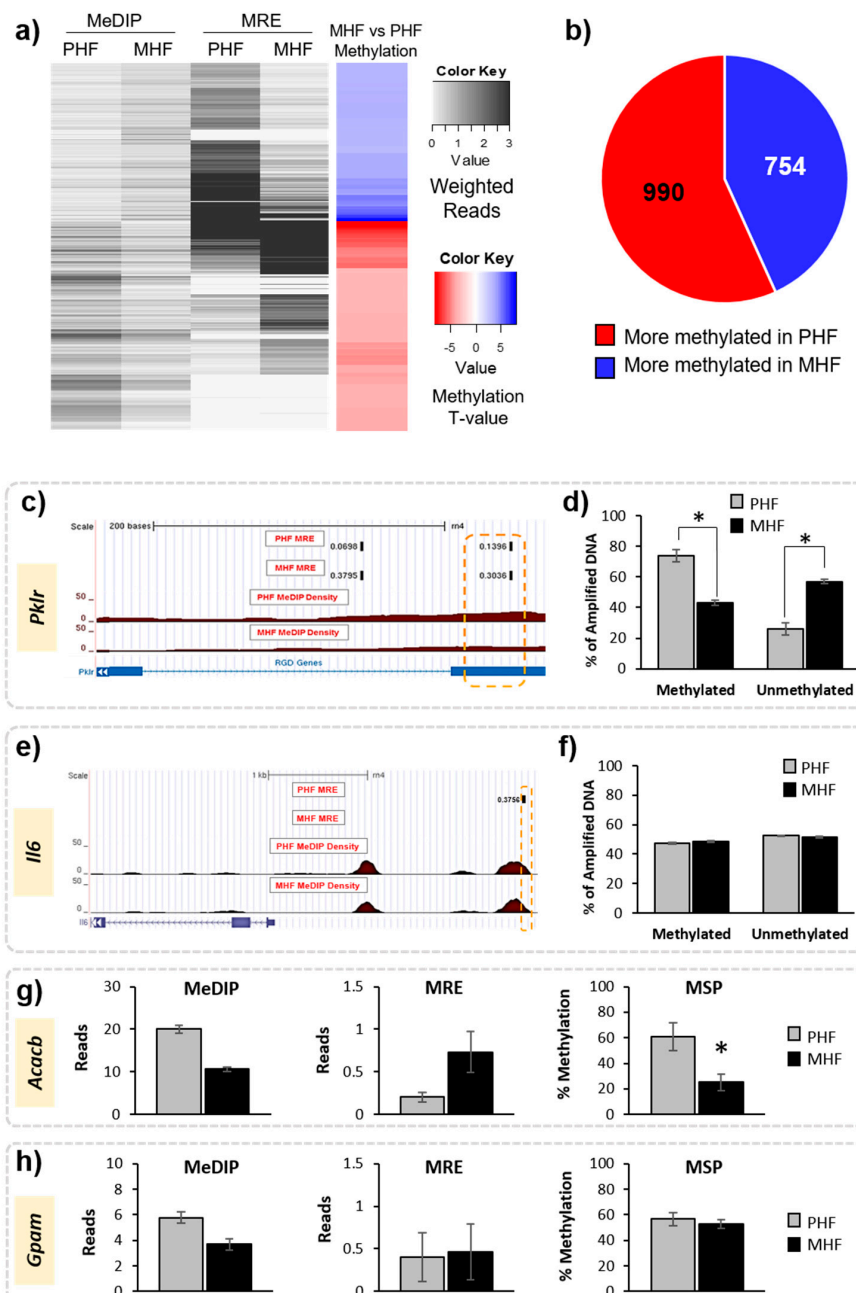 a)
MeDIP
MRE
PHF
MHF
PHF
MHF
MHF vs PHF
Methylation
Color Key
0 1 2 3
Value
Weighted
Reads
Color Key
-5 0 5
Value
Methylation
T-value
b)
990
754
More methylated in PHF
More methylated in MHF
c)
Pklr
Scale
200 bases
rn4
PHF MRE
0.0698
0.1396
MHF MRE
0.3795
0.3036
PHF MeDIP Density
50
0
MHF MeDIP Density
50
0
RGD Genes
Pklr
d)
% of Amplified DNA
100
80
60
40
20
0
PHF
MHF
*
*
Methylated
Unmethylated
e)
Il6
Scale
1 kb
rn4
PHF MRE
0.3756
MHF MRE
PHF MeDIP Density
50
0
MHF MeDIP Density
50
0
Il6
f)
% of Amplified DNA
100
80
60
40
20
0
PHF
MHF
Methylated
Unmethylated
g)
Acacb
MeDIP
Reads
30
20
10
0
MRE
Reads
1.5
1
0.5
0
MSP
% Methylation
100
80
60
40
20
0
*
PHF
MHF
h)
Gpam
MeDIP
Reads
10
8
6
4
2
0
MRE
Reads
1.5
1
0.5
0
MSP
% Methylation
100
80
60
40
20
0
PHF
MHF